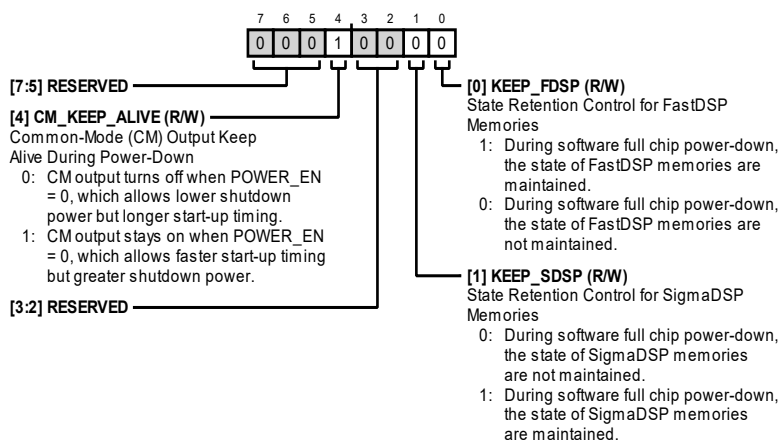 7 6 5 4 3 2 1 0
0 0 0 1 0 0 0 0
[7:5] RESERVED
[4] CM_KEEP_ALIVE (R/W)
Common-Mode (CM) Output Keep
Alive During Power-Down
0: CM output turns off when POWER_EN
= 0, which allows lower shutdown
power but longer start-up timing.
1: CM output stays on when POWER_EN
= 0, which allows faster start-up timing
but greater shutdown power.
[3:2] RESERVED
[0] KEEP_FDSP (R/W)
State Retention Control for FastDSP
Memories
1: During software full chip power-down,
the state of FastDSP memories are
maintained.
0: During software full chip power-down,
the state of FastDSP memories are
not maintained.
[1] KEEP_SDSP (R/W)
State Retention Control for SigmaDSP
Memories
0: During software full chip power-down,
the state of SigmaDSP memories
are not maintained.
1: During software full chip power-down,
the state of SigmaDSP memories
are maintained.